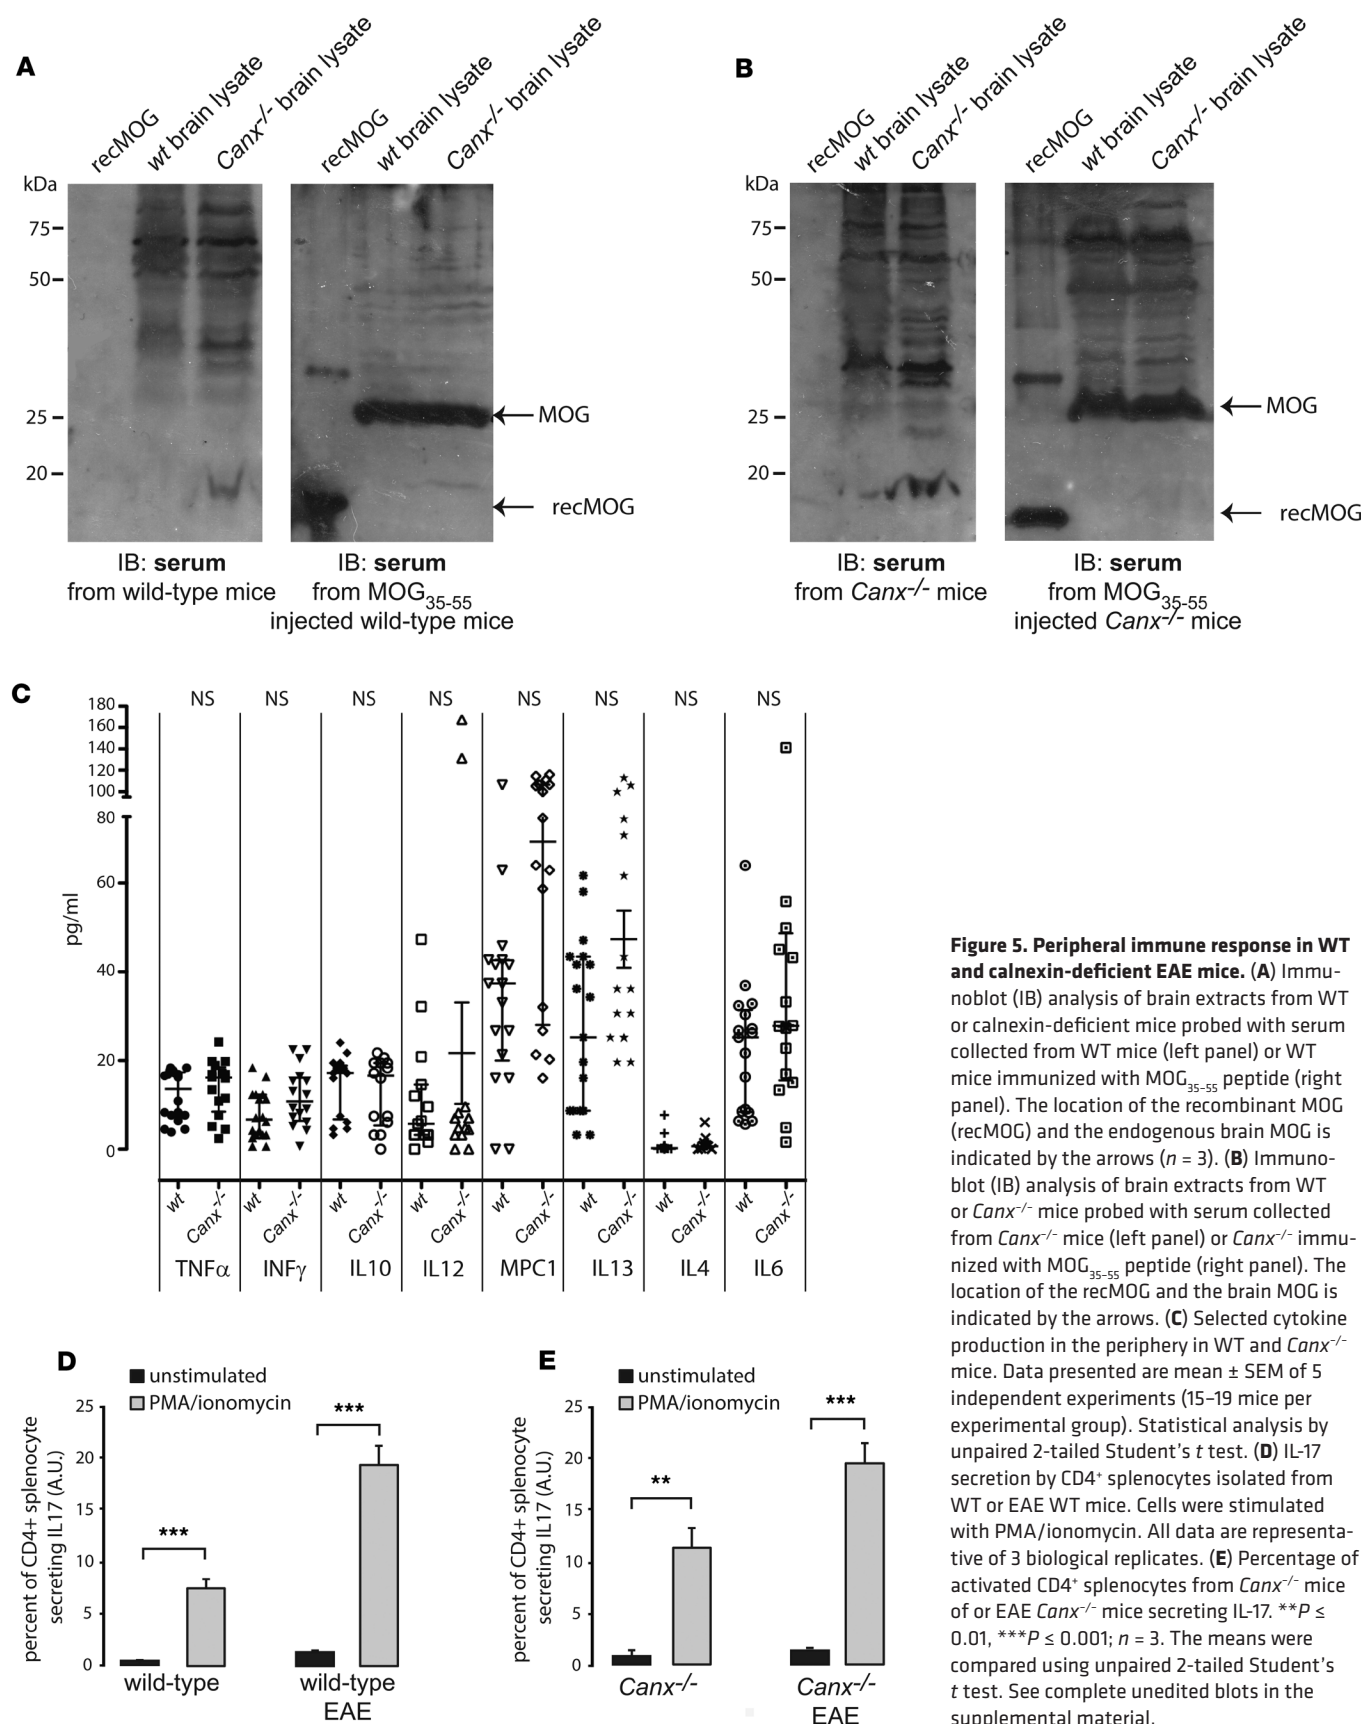 A
recMOG
wt brain lysate
Canx-/- brain lysate
recMOG
wt brain lysate
Canx-/- brain lysate
kDa
75
50
25
20
MOG
recMOG
IB: serum
from wild-type mice
IB: serum
from MOG35-55
injected wild-type mice
B
recMOG
wt brain lysate
Canx-/- brain lysate
recMOG
wt brain lysate
Canx-/- brain lysate
kDa
75
50
25
20
MOG
recMOG
IB: serum
from Canx-/- mice
IB: serum
from MOG35-55
injected Canx-/- mice
C
NS NS NS NS NS NS NS NS
180
160
140
120
100
80
60
40
20
0
pg/ml
wt Canx-/- wt Canx-/- wt Canx-/- wt Canx-/- wt Canx-/- wt Canx-/- wt Canx-/- wt Canx-/-
TNFα INFγ IL10 IL12 MPC1 IL13 IL4 IL6
D
unstimulated
PMA/ionomycin
percent of CD4+ splenocyte
secreting IL17 (A.U.)
25
20
15
10
5
0
***
***
wild-type
wild-type
EAE
E
unstimulated
PMA/ionomycin
percent of CD4+ splenocyte
secreting IL17 (A.U.)
25
20
15
10
5
0
**
***
Canx-/-
Canx-/-
EAE
Figure 5. Peripheral immune response in WT
and calnexin-deficient EAE mice. (A) Immu-
noblot (IB) analysis of brain extracts from WT
or calnexin-deficient mice probed with serum
collected from WT mice (left panel) or WT
mice immunized with MOG35–55 peptide (right
panel). The location of the recombinant MOG
(recMOG) and the endogenous brain MOG is
indicated by the arrows (n = 3). (B) Immuno-
blot (IB) analysis of brain extracts from WT
or Canx−/− mice probed with serum collected
from Canx−/− mice (left panel) or Canx−/− immu-
nized with MOG35–55 peptide (right panel). The
location of the recMOG and the brain MOG is
indicated by the arrows. (C) Selected cytokine
production in the periphery in WT and Canx−/−
mice. Data presented are mean ± SEM of 5
independent experiments (15–19 mice per
experimental group). Statistical analysis by
unpaired 2-tailed Student's t test. (D) IL-17
secretion by CD4+ splenocytes isolated from
WT or EAE WT mice. Cells were stimulated
with PMA/ionomycin. All data are representa-
tive of 3 biological replicates. (E) Percentage of
activated CD4+ splenocytes from Canx−/− mice
of or EAE Canx−/− mice secreting IL-17. **P ≤
0.01, ***P ≤ 0.001; n = 3. The means were
compared using unpaired 2-tailed Student's
t test. See complete unedited blots in the
supplemental material.